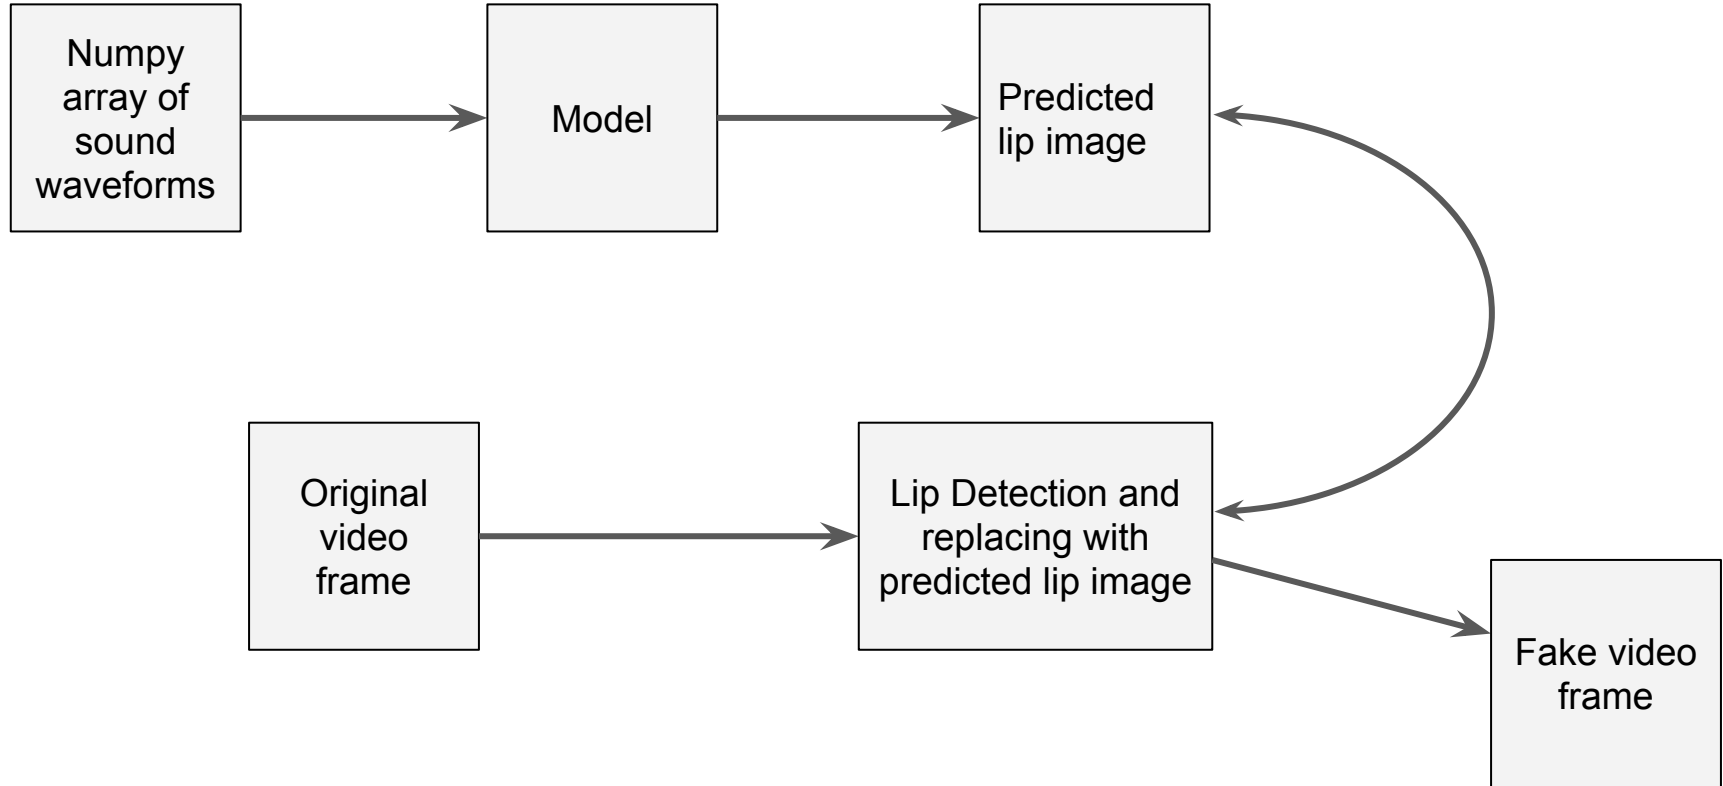 Numpy
array of
sound
waveforms
Model
Predicted
lip image
Original
video
frame
Lip Detection and
replacing with
predicted lip image
Fake video
frame